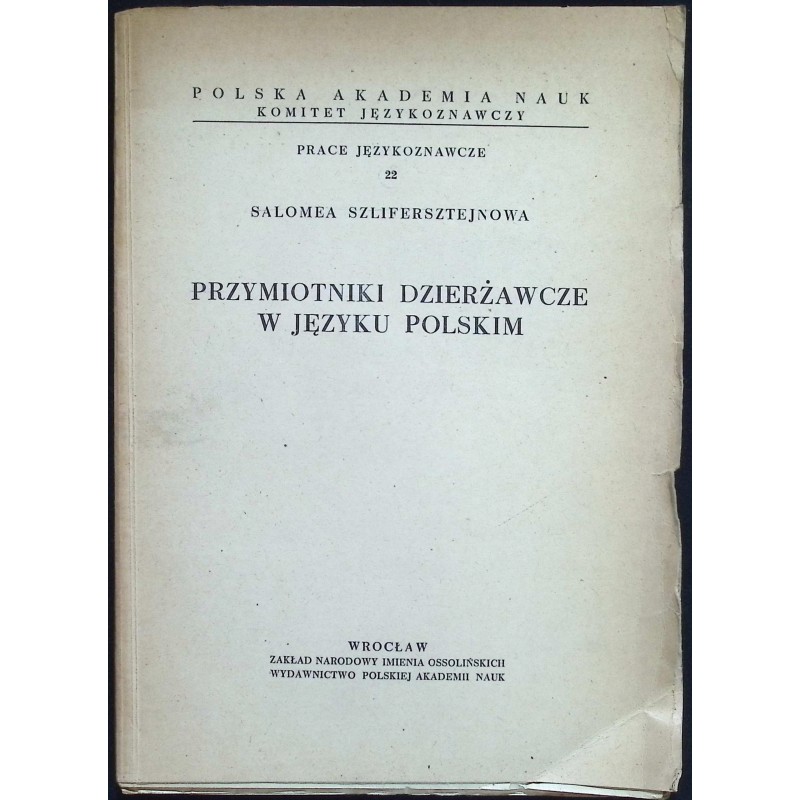 POLSKA AKADEMIA NAUK
KOMITET JĘZYKOZNAWCZY
PRACE JĘZYKOZNAWCZE
22
SALOMEA SZLIFERSZTEJNOWA
PRZYMIOTNIKI DZIERŻAWCZE
W JĘZYKU POLSKIM
WROCŁAW
ZAKŁAD NARODOWY IMIENIA OSSOLIŃSKICH
WYDAWNICTWO POLSKIEJ AKADEMII NAUK